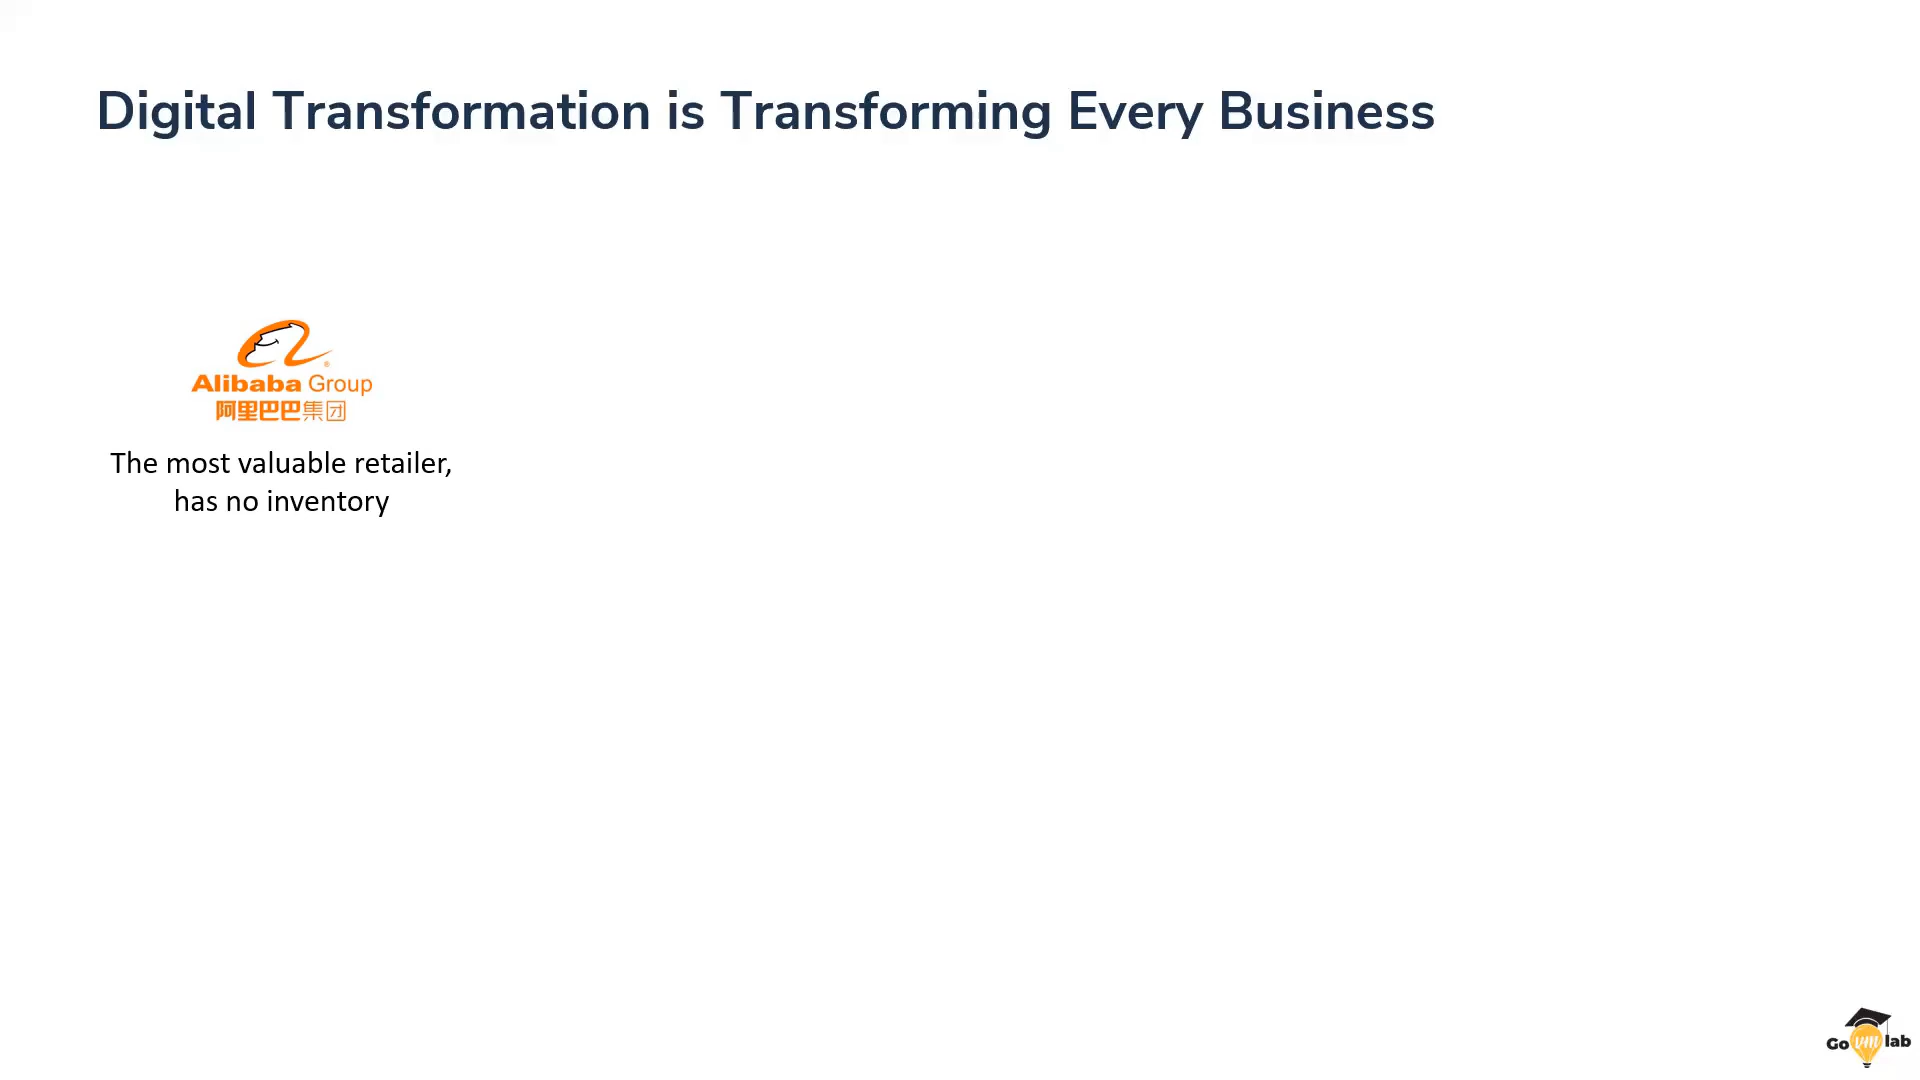 Digital Transformation is Transforming Every Business
Alibaba Group
阿里巴巴集团
The most valuable retailer,
has no inventory
Go vm lab